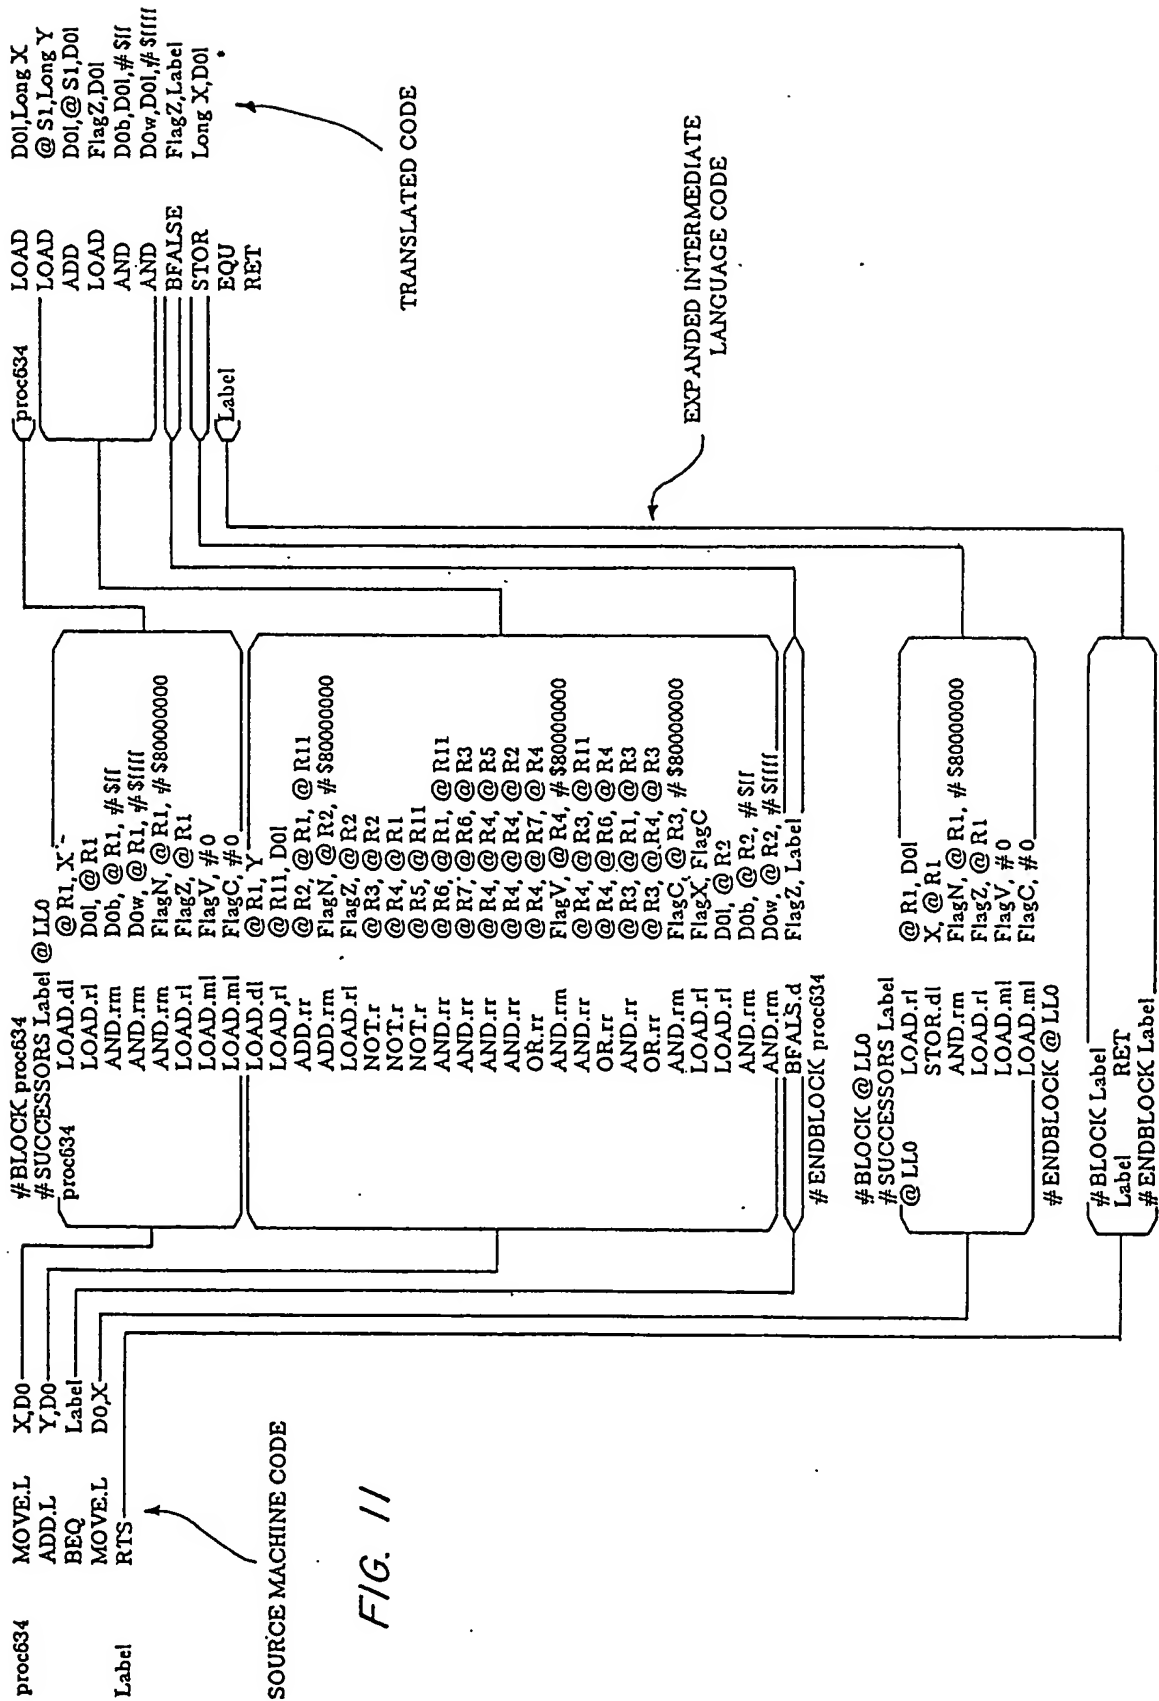 proc634 MOVE.L X,D0
ADD.L Y,D0
BEQ Label
MOVE.L D0,X
Label RTS
SOURCE MACHINE CODE
FIG. 11
#BLOCK proc634
#SUCCESSORS Label @LL0
proc634 LOAD.dl @R1, X
LOAD.rl D0l, @R1
AND.rm D0b, @R1, #$ff
AND.rm D0w, @R1, #$ffff
AND.rm FlagN, @R1, #$80000000
LOAD.rl FlagZ, @R1
LOAD.ml FlagV, #0
LOAD.ml FlagC, #0
LOAD.dl @R1, Y
LOAD,rl @R11, D0l
ADD.rr @R2, @R1, @R11
ADD.rm FlagN, @R2, #$80000000
LOAD.rl FlagZ, @R2
NOT.r @R3, @R2
NOT.r @R4, @R1
NOT.r @R5, @R11
AND.rr @R6, @R1, @R11
AND.rr @R7, @R6, @R3
AND.rr @R4, @R4, @R5
AND.rr @R4, @R4, @R2
OR.rr @R4, @R7, @R4
AND.rm FlagV, @R4, #$80000000
AND.rr @R4, @R3, @R11
OR.rr @R4, @R6, @R4
AND.rr @R3, @R1, @R3
OR.rr @R3, @R4, @R3
AND.rm FlagC, @R3, #$80000000
LOAD.rl FlagX, FlagC
LOAD.rl D0l, @R2
AND.rm D0b, @R2, #$ff
AND.rm D0w, @R2, #$ffff
BFALS.d FlagZ, Label
#ENDBLOCK proc634
#BLOCK @LL0
#SUCCESSORS Label
@LL0 LOAD.rl @R1, D0l
STOR.dl X, @R1
AND.rm FlagN, @R1, #$80000000
LOAD.rl FlagZ, @R1
LOAD.ml FlagV, #0
LOAD.ml FlagC, #0
#ENDBLOCK @LL0
#BLOCK Label
Label RET
#ENDBLOCK Label
EXPANDED INTERMEDIATE
LANGUAGE CODE
proc634 LOAD D0l,Long X
LOAD @S1,Long Y
ADD D0l,@S1,D0l
LOAD FlagZ,D0l
AND D0b,D0l,#$ff
AND D0w,D0l,#$ffff
BFALSE FlagZ,Label
STOR Long X,D0l
Label EQU *
RET
TRANSLATED CODE